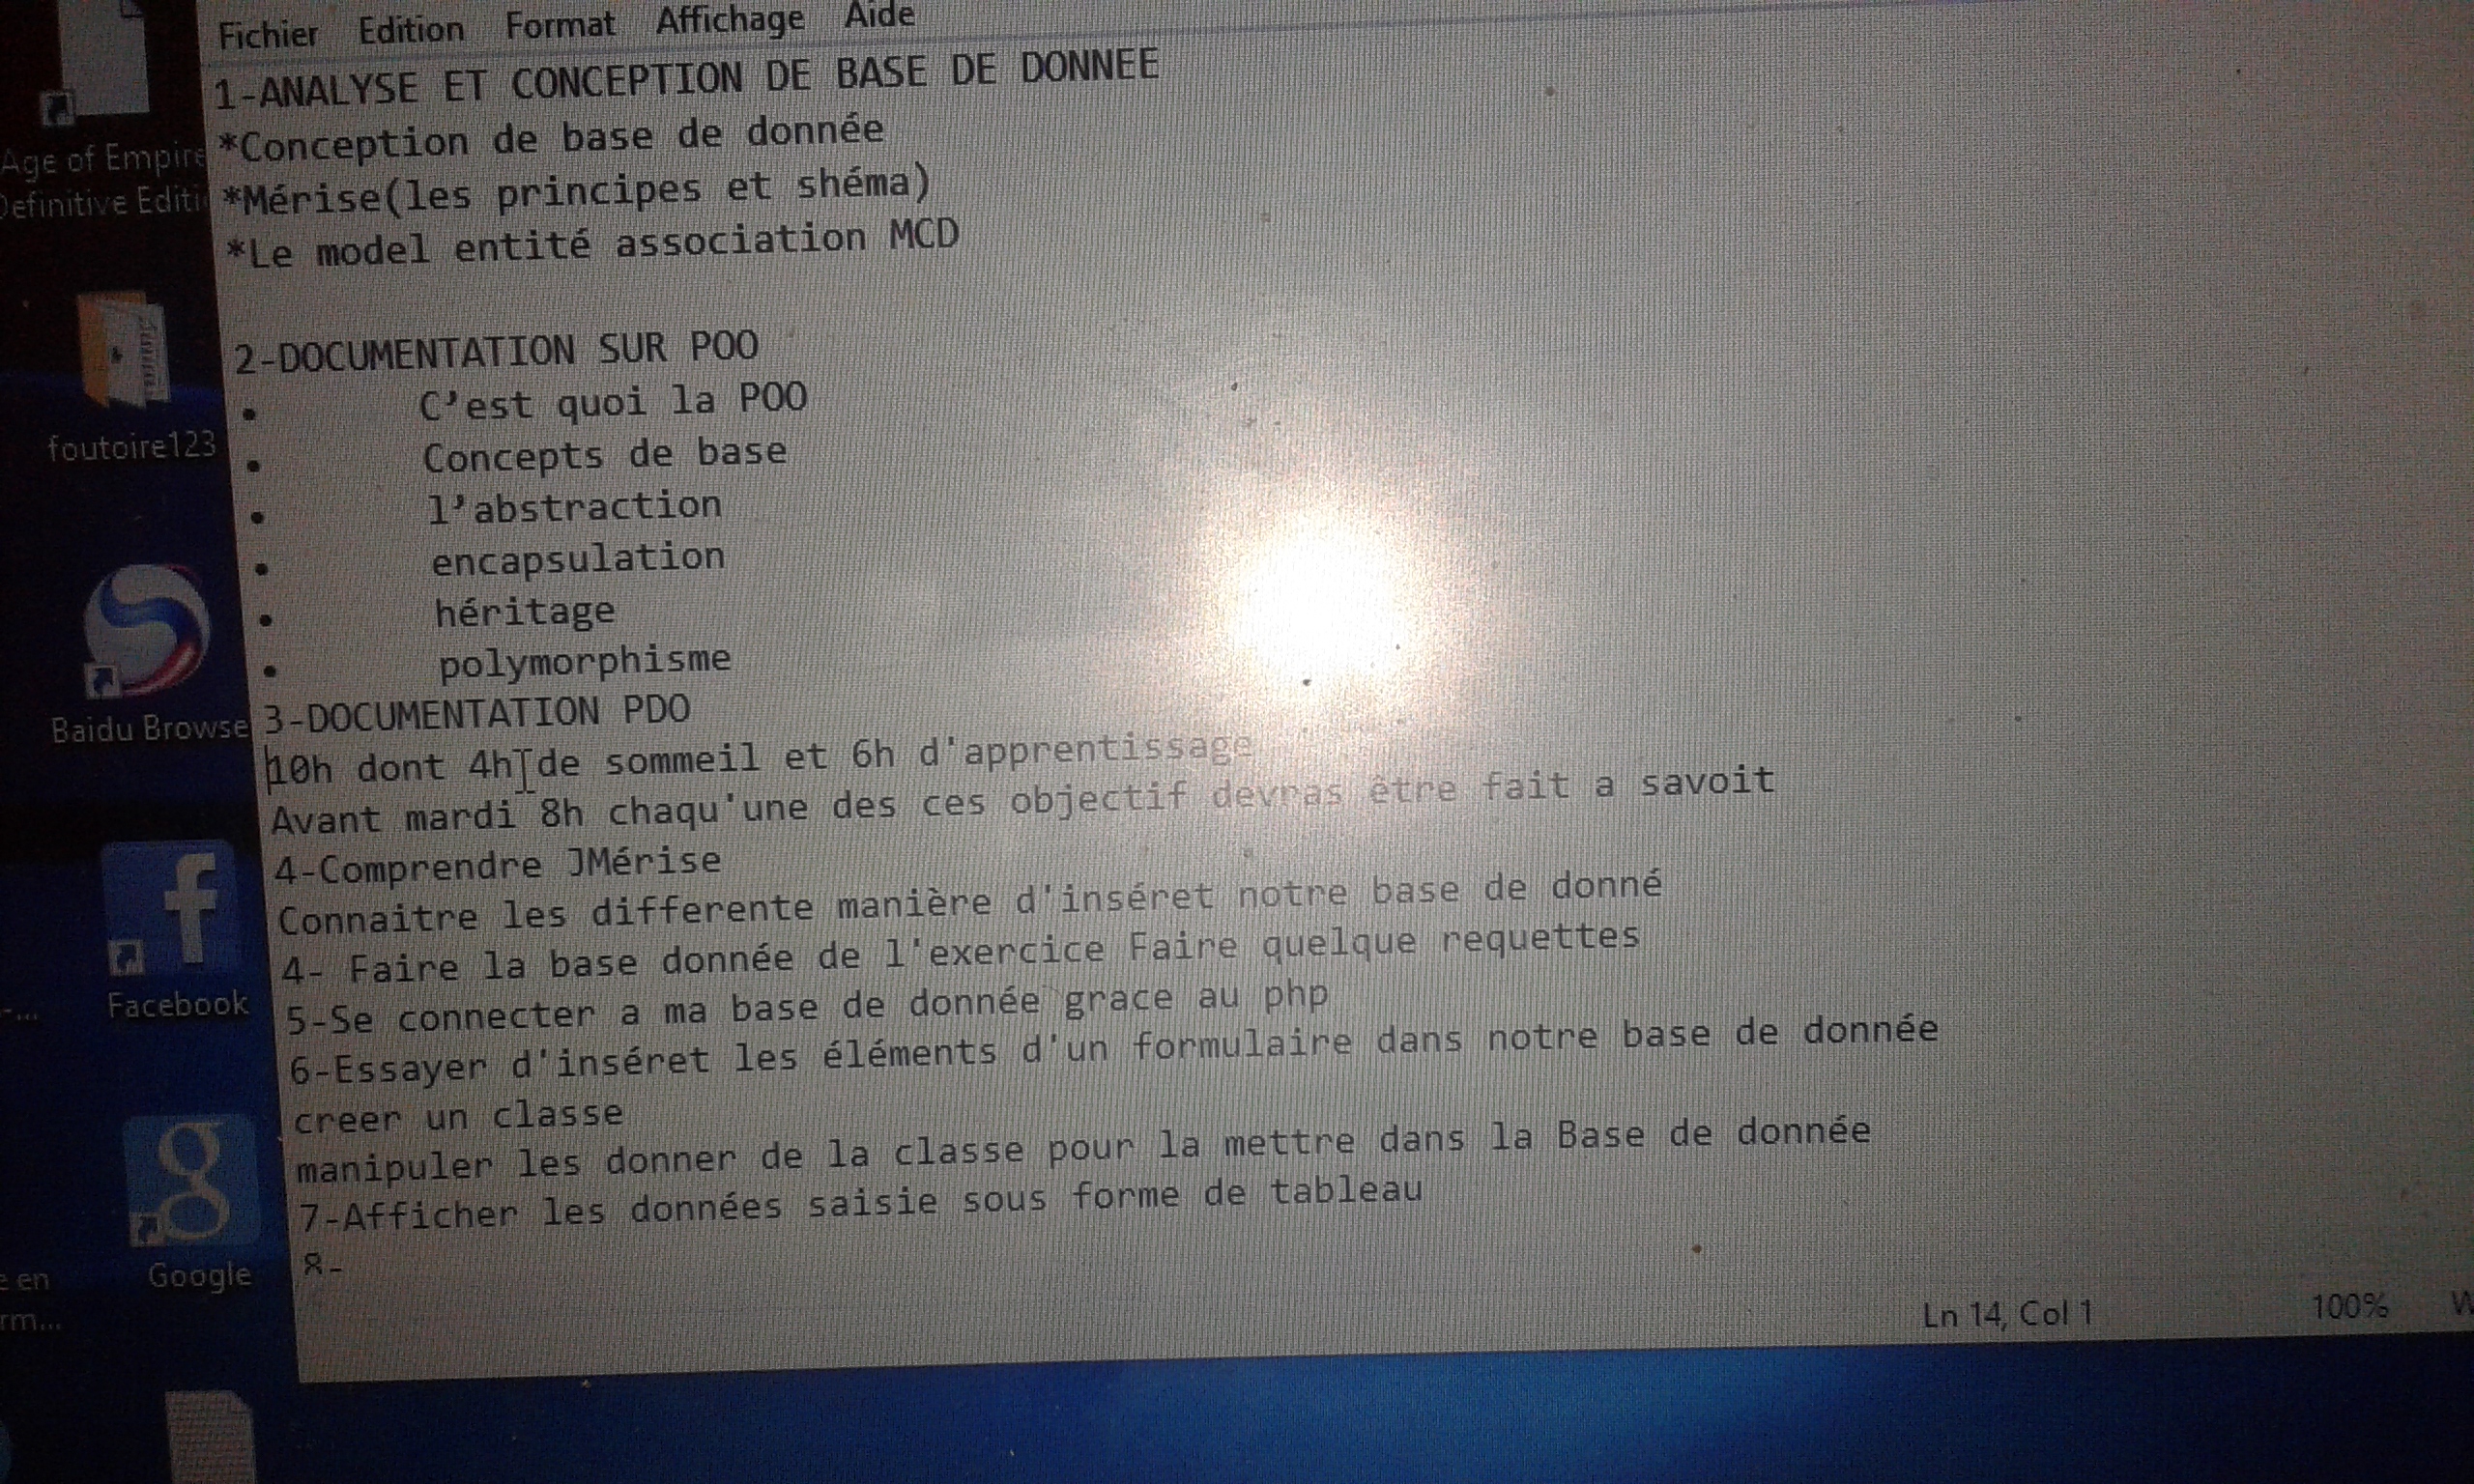 Age of Empire
Definitive Editi
foutoire123
Baidu Browse
Facebook
Google
Fichier Edition Format Affichage Aide
1-ANALYSE ET CONCEPTION DE BASE DE DONNEE
*Conception de base de donnée
*Mérise(les principes et shéma)
*Le model entité association MCD
2-DOCUMENTATION SUR POO
• C'est quoi la POO
• Concepts de base
• l'abstraction
• encapsulation
• héritage
• polymorphisme
3-DOCUMENTATION PDO
10h dont 4h de sommeil et 6h d'apprentissage
Avant mardi 8h chaqu'une des ces objectif devras être fait a savoit
4-Comprendre JMérise
Connaitre les differente manière d'inséret notre base de donné
4- Faire la base donnée de l'exercice Faire quelque requettes
5-Se connecter a ma base de donnée grace au php
6-Essayer d'inséret les éléments d'un formulaire dans notre base de donnée
creer un classe
manipuler les donner de la classe pour la mettre dans la Base de donnée
7-Afficher les données saisie sous forme de tableau
8-
Ln 14, Col 1 100% W
e en
rm...
r...